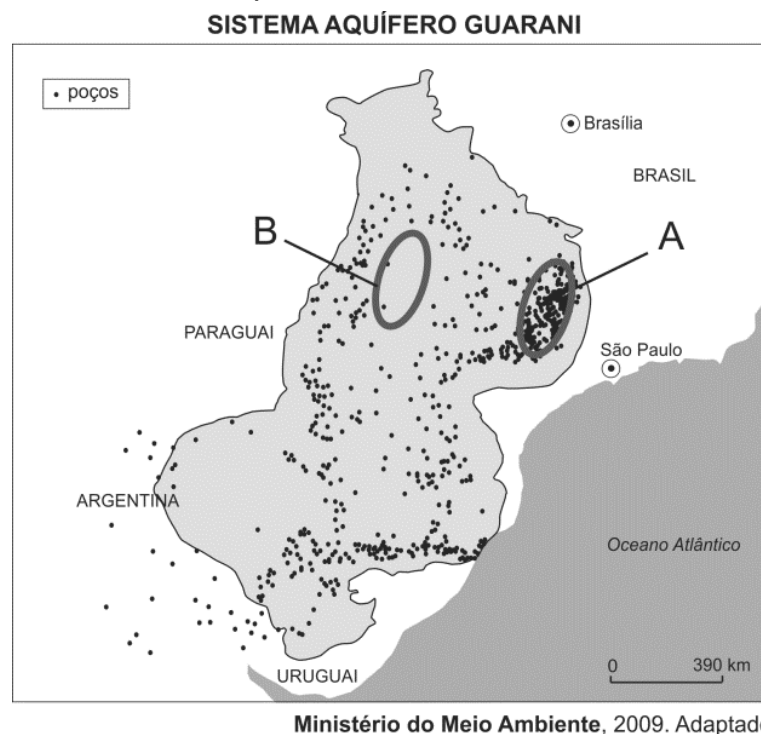 SISTEMA AQUÍFERO GUARANI
• poços
Brasília
BRASIL
B
A
PARAGUAI
São Paulo
ARGENTINA
Oceano Atlântico
0 390 km
URUGUAI
Ministério do Meio Ambiente, 2009. Adaptado